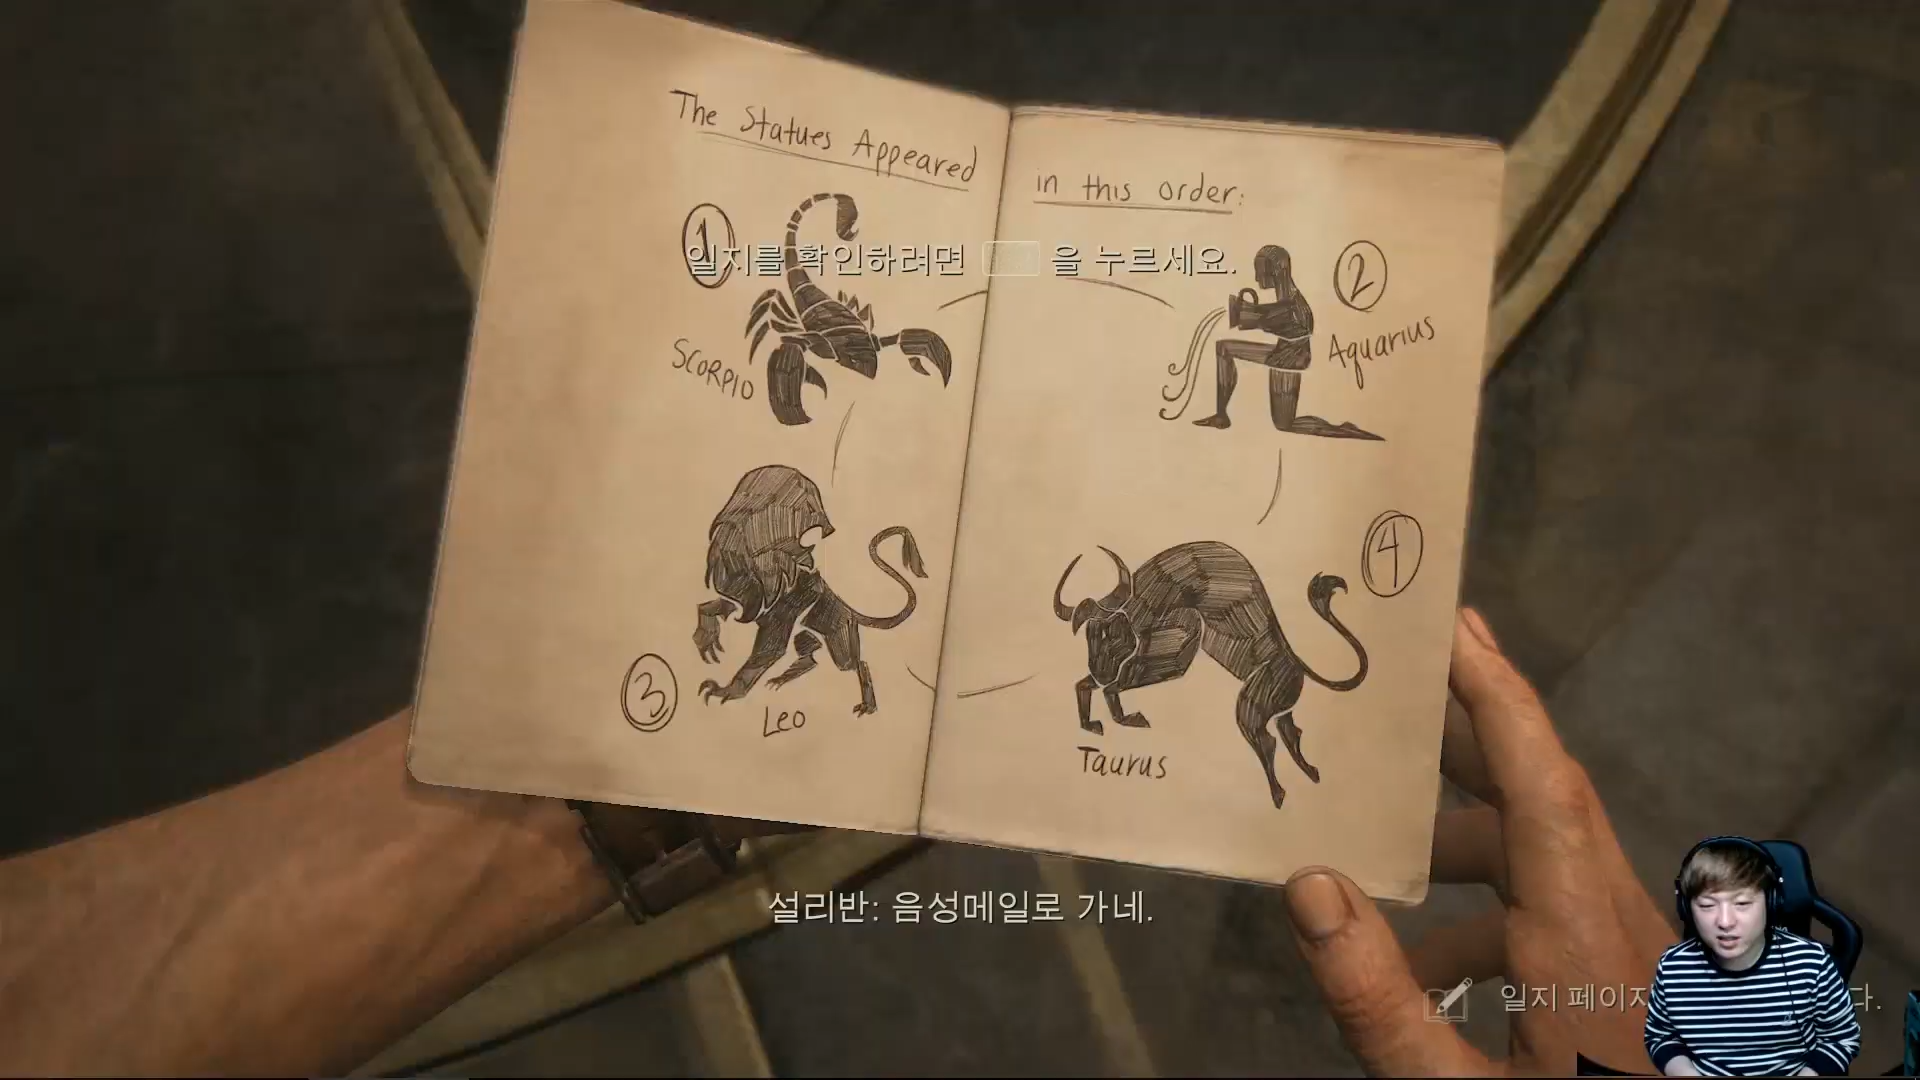 The Statues Appeared
in this order:
1
일지를 확인하려면 을 누르세요.
2
SCORPIO
Aquarius
3
Leo
4
Taurus
설리반: 음성메일로 가네.
일지 페이지
다.